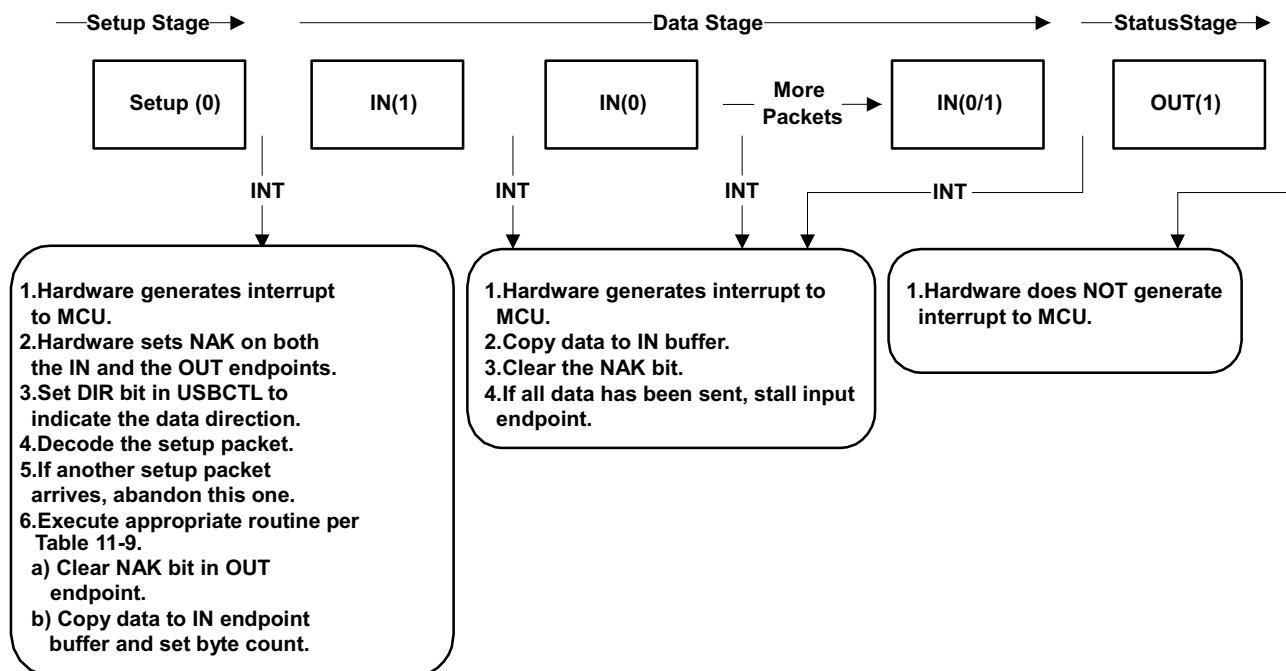 Setup Stage
Data Stage
StatusStage
Setup (0)
IN(1)
IN(0)
More
Packets
IN(0/1)
OUT(1)
INT
INT
INT
INT
1.Hardware generates interrupt
to MCU.
2.Hardware sets NAK on both
the IN and the OUT endpoints.
3.Set DIR bit in USBCTL to
indicate the data direction.
4.Decode the setup packet.
5.If another setup packet
arrives, abandon this one.
6.Execute appropriate routine per
Table 11-9.
a) Clear NAK bit in OUT
endpoint.
b) Copy data to IN endpoint
buffer and set byte count.
1.Hardware generates interrupt to
MCU.
2.Copy data to IN buffer.
3.Clear the NAK bit.
4.If all data has been sent, stall input
endpoint.
1.Hardware does NOT generate
interrupt to MCU.